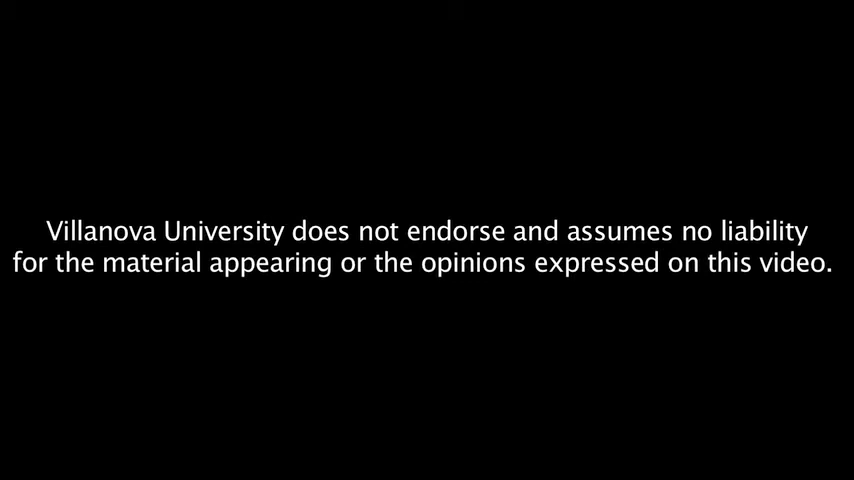 Villanova University does not endorse and assumes no liability
for the material appearing or the opinions expressed on this video.